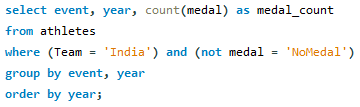 select event, year, count(medal) as medal_count
from athletes
where (Team = 'India') and (not medal = 'NoMedal')
group by event, year
order by year;